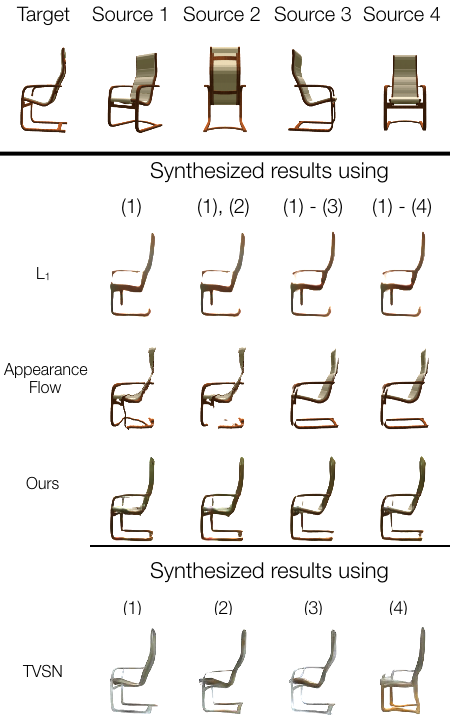 Target Source 1 Source 2 Source 3 Source 4
Synthesized results using
(1) (1), (2) (1) - (3) (1) - (4)
L₁
Appearance
Flow
Ours
Synthesized results using
(1) (2) (3) (4)
TVSN